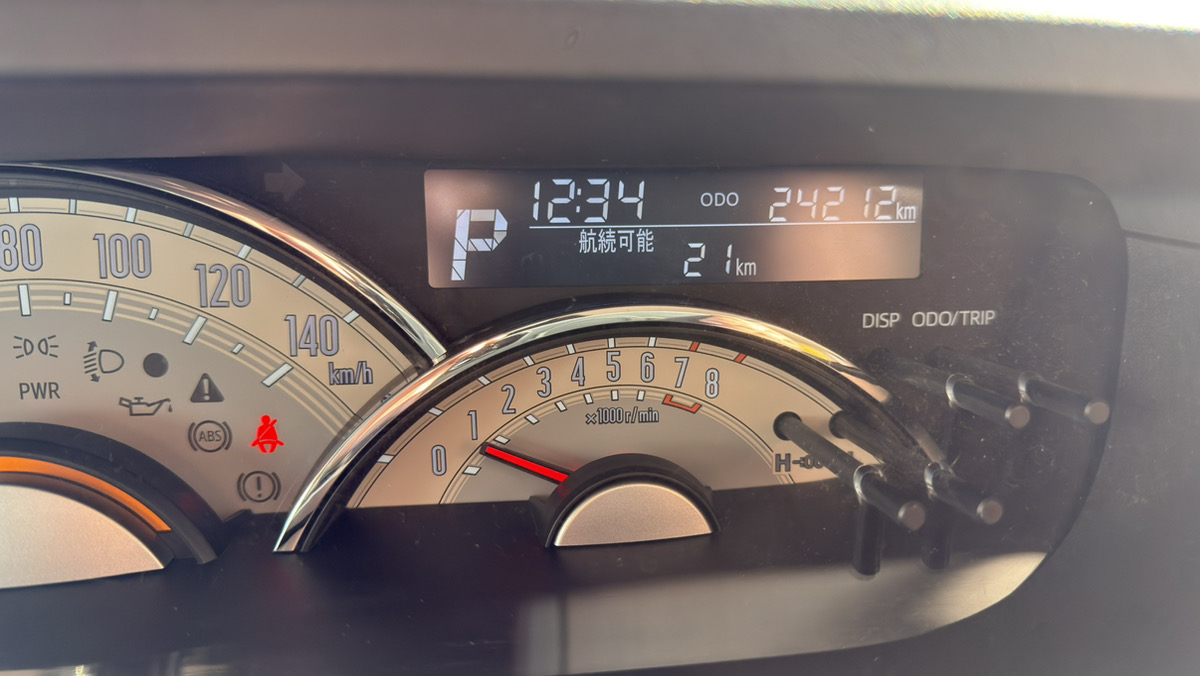 12:34 ODO 24212km
P
航続可能
21km
80 100 120 140
km/h
PWR
ABS
0 1 2 3 4 5 6 7 8
×1000r/min
DISP ODO/TRIP
H